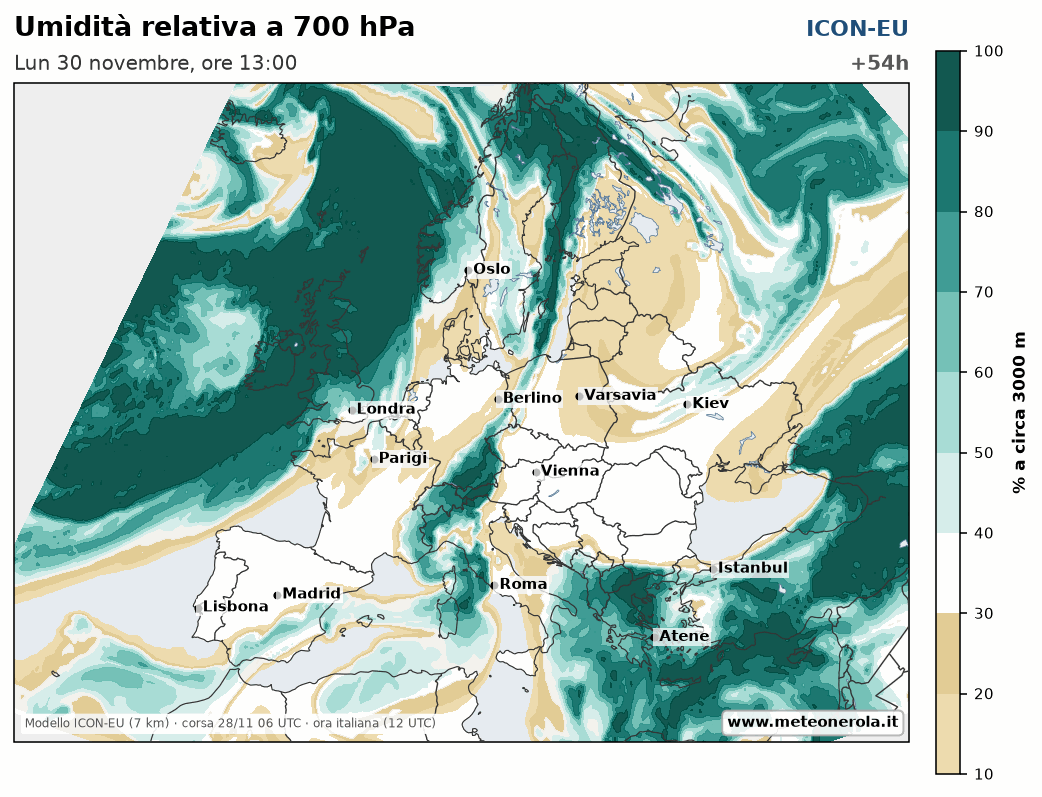 Umidità relativa a 700 hPa
ICON-EU
Lun 30 novembre, ore 13:00
+54h
100
90
80
70
60
50
40
30
20
10
% a circa 3000 m
Oslo
Berlino
Varsavia
Kiev
Londra
Parigi
Vienna
Istanbul
Roma
Madrid
Lisbona
Atene
Modello ICON-EU (7 km) · corsa 28/11 06 UTC · ora italiana (12 UTC)
www.meteonerola.it